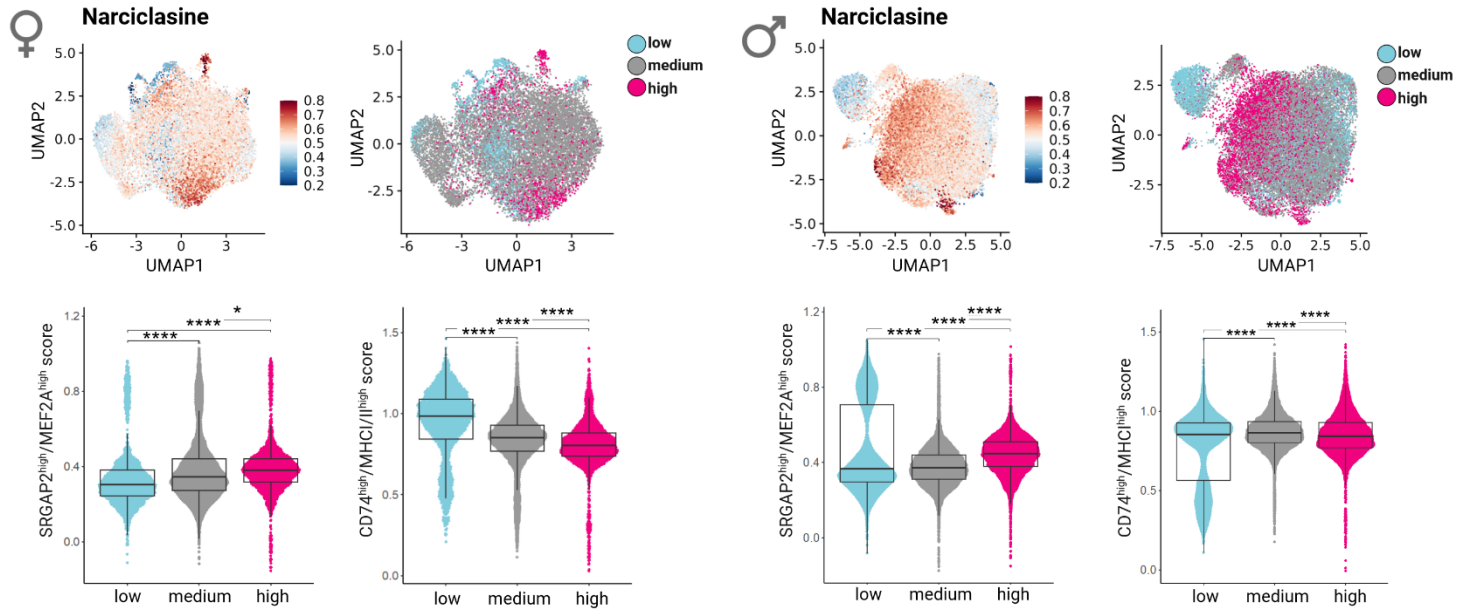 Narciclasine
5.0
2.5
0.0
-2.5
-5.0
UMAP2
-6 -3 0 3
UMAP1
0.8
0.7
0.6
0.5
0.4
0.3
0.2
5.0
2.5
0.0
-2.5
UMAP2
-6 -3 0 3
UMAP1
low
medium
high
Narciclasine
5.0
2.5
0.0
-2.5
-5.0
UMAP2
-7.5 -5.0 -2.5 0.0 2.5 5.0
UMAP1
0.8
0.7
0.6
0.5
0.4
0.3
0.2
5.0
2.5
0.0
-2.5
UMAP2
-7.5 -5.0 -2.5 0.0 2.5 5.0
UMAP1
low
medium
high
SRGAP2high/MEF2Ahigh score
1.2
0.8
0.4
0.0
*
****
****
low medium high
CD74high/MHCI/IIhigh score
1.5
1.0
0.5
0.0
****
****
****
low medium high
SRGAP2high/MEF2Ahigh score
1.2
0.8
0.4
0.0
****
****
****
low medium high
CD74high/MHCIhigh score
1.5
1.0
0.5
0.0
****
****
****
low medium high